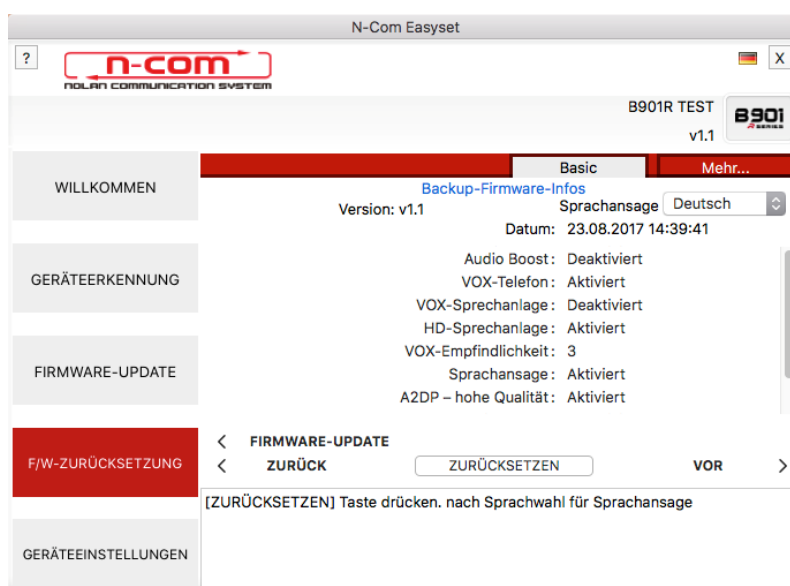 N-Com Easyset
?
n-com
NOLAN COMMUNICATION SYSTEM
X
B901R TEST
v1.1
B901
R SERIES
Basic
Mehr...
WILLKOMMEN
GERÄTEERKENNUNG
FIRMWARE-UPDATE
F/W-ZURÜCKSETZUNG
GERÄTEEINSTELLUNGEN
Backup-Firmware-Infos
Version: v1.1
Sprachansage Deutsch
Datum: 23.08.2017 14:39:41
Audio Boost: Deaktiviert
VOX-Telefon: Aktiviert
VOX-Sprechanlage: Deaktiviert
HD-Sprechanlage: Aktiviert
VOX-Empfindlichkeit: 3
Sprachansage: Aktiviert
A2DP – hohe Qualität: Aktiviert
< FIRMWARE-UPDATE
< ZURÜCK ZURÜCKSETZEN VOR >
[ZURÜCKSETZEN] Taste drücken. nach Sprachwahl für Sprachansage